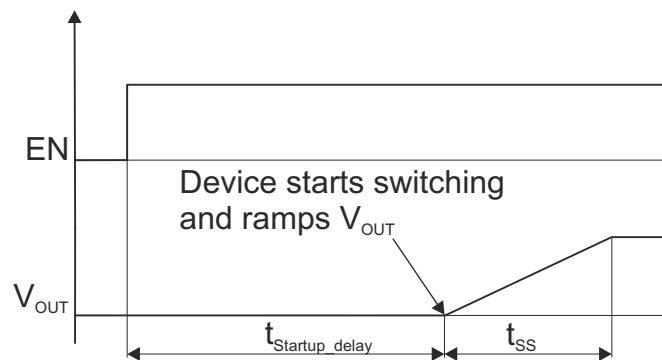 EN
Device starts switching
and ramps VOUT
VOUT
tStartup_delay
tSS